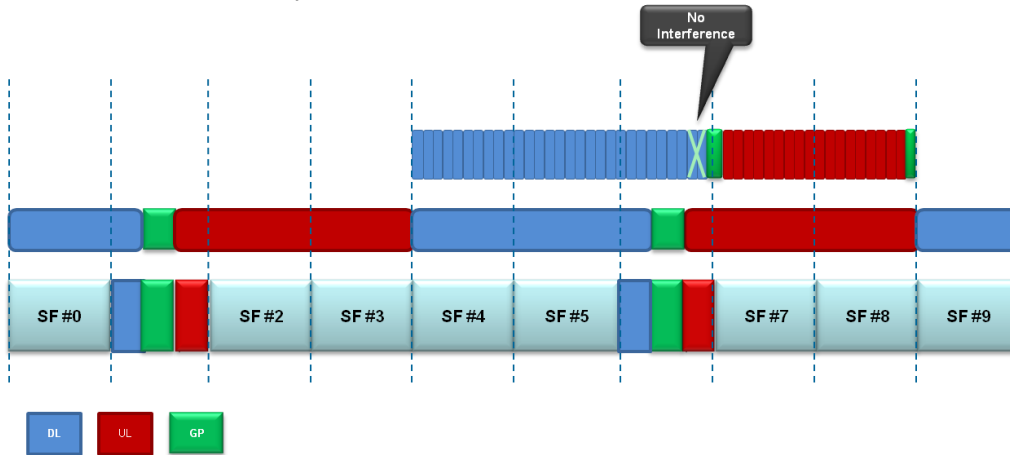 No
Interference
SF #0
SF #2
SF #3
SF #4
SF #5
SF #7
SF #8
SF #9
DL
UL
GP